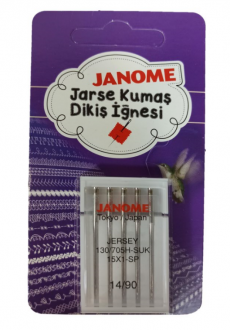 JANOME
Jarse Kumaş
Dikiş İğnesi
JANOME
Tokyo / Japan
JERSEY
130/705H-SUK
15X1-SP
14/90